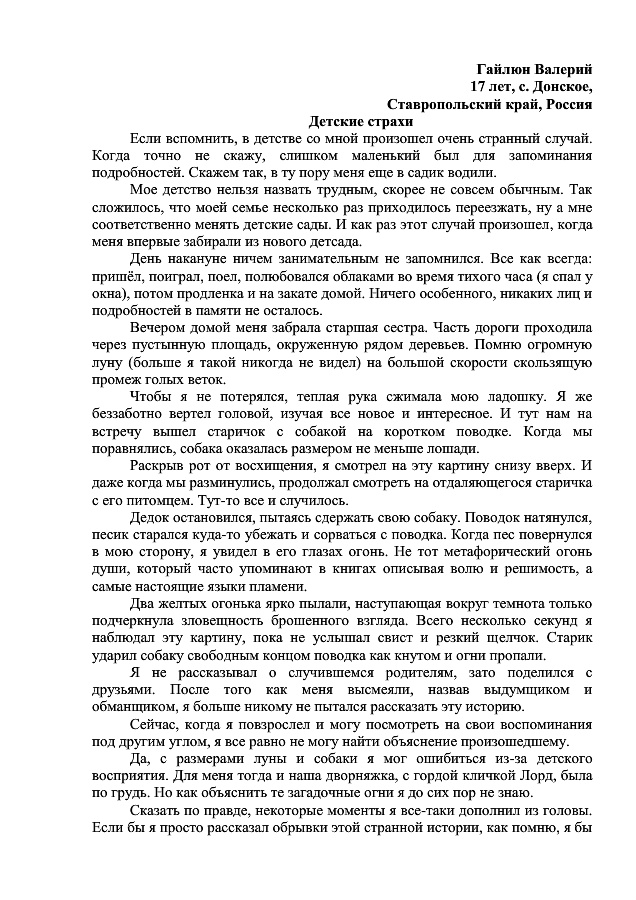 Гайлюн Валерий
17 лет, с. Донское,
Ставропольский край, Россия
Детские страхи
Если вспомнить, в детстве со мной произошел очень странный случай.
Когда точно не скажу, слишком маленький был для запоминания
подробностей. Скажем так, в ту пору меня еще в садик водили.
Мое детство нельзя назвать трудным, скорее не совсем обычным. Так
сложилось, что моей семье несколько раз приходилось переезжать, ну а мне
соответственно менять детские сады. И как раз этот случай произошел, когда
меня впервые забирали из нового детсада.
День накануне ничем занимательным не запомнился. Все как всегда:
пришёл, поиграл, поел, полюбовался облаками во время тихого часа (я спал у
окна), потом продленка и на закате домой. Ничего особенного, никаких лиц и
подробностей в памяти не осталось.
Вечером домой меня забрала старшая сестра. Часть дороги проходила
через пустынную площадь, окруженную рядом деревьев. Помню огромную
луну (больше я такой никогда не видел) на большой скорости скользящую
промеж голых веток.
Чтобы я не потерялся, теплая рука сжимала мою ладошку. Я же
беззаботно вертел головой, изучая все новое и интересное. И тут нам на
встречу вышел старичок с собакой на коротком поводке. Когда мы
поравнялись, собака оказалась размером не меньше лошади.
Раскрыв рот от восхищения, я смотрел на эту картину снизу вверх. И
даже когда мы разминулись, продолжал смотреть на отдаляющегося старичка
с его питомцем. Тут-то все и случилось.
Дедок остановился, пытаясь сдержать свою собаку. Поводок натянулся,
песик старался куда-то убежать и сорваться с поводка. Когда пес повернулся
в мою сторону, я увидел в его глазах огонь. Не тот метафорический огонь
души, который часто упоминают в книгах описывая волю и решимость, а
самые настоящие языки пламени.
Два желтых огонька ярко пылали, наступающая вокруг темнота только
подчеркнула зловещность брошенного взгляда. Всего несколько секунд я
наблюдал эту картину, пока не услышал свист и резкий щелчок. Старик
ударил собаку свободным концом поводка как кнутом и огни пропали.
Я не рассказывал о случившемся родителям, зато поделился с
друзьями. После того как меня высмеяли, назвав выдумщиком и
обманщиком, я больше никому не пытался рассказать эту историю.
Сейчас, когда я повзрослел и могу посмотреть на свои воспоминания
под другим углом, я все равно не могу найти объяснение произошедшему.
Да, с размерами луны и собаки я мог ошибиться из-за детского
восприятия. Для меня тогда и наша дворняжка, с гордой кличкой Лорд, была
по грудь. Но как объяснить те загадочные огни я до сих пор не знаю.
Сказать по правде, некоторые моменты я все-таки дополнил из головы.
Если бы я просто рассказал обрывки этой странной истории, как помню, я бы